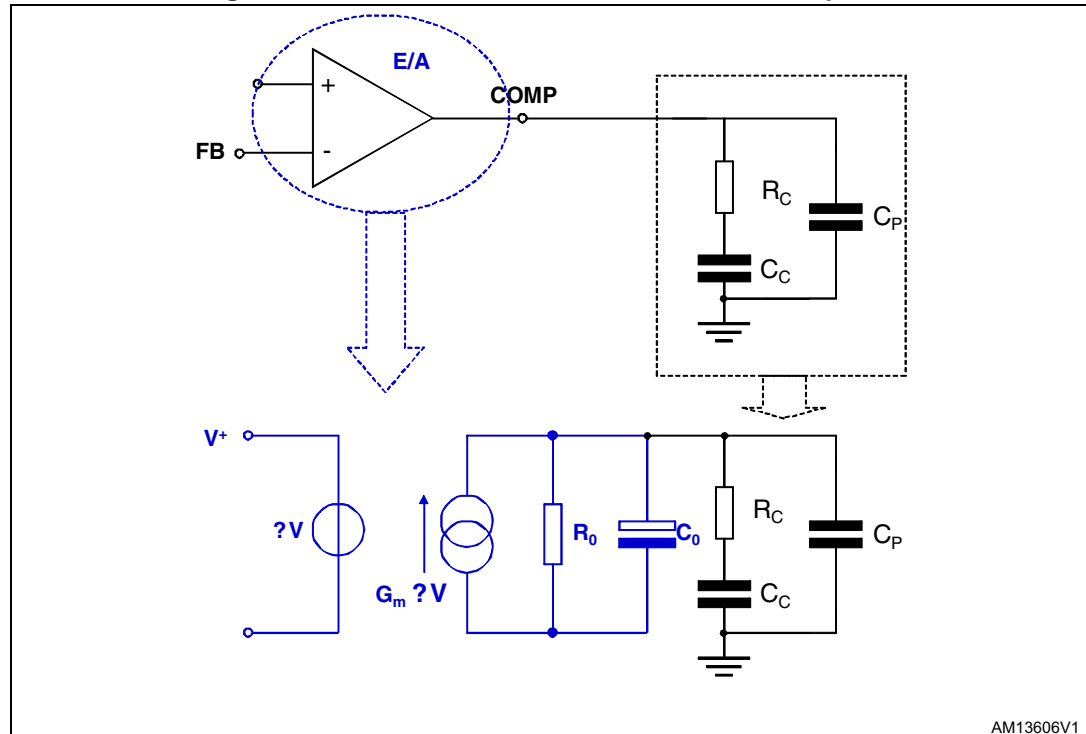 E/A
+
COMP
FB
-
R_C
C_P
C_C
V⁺
?V
R_0
C_0
R_C
C_P
G_m ?V
C_C
AM13606V1